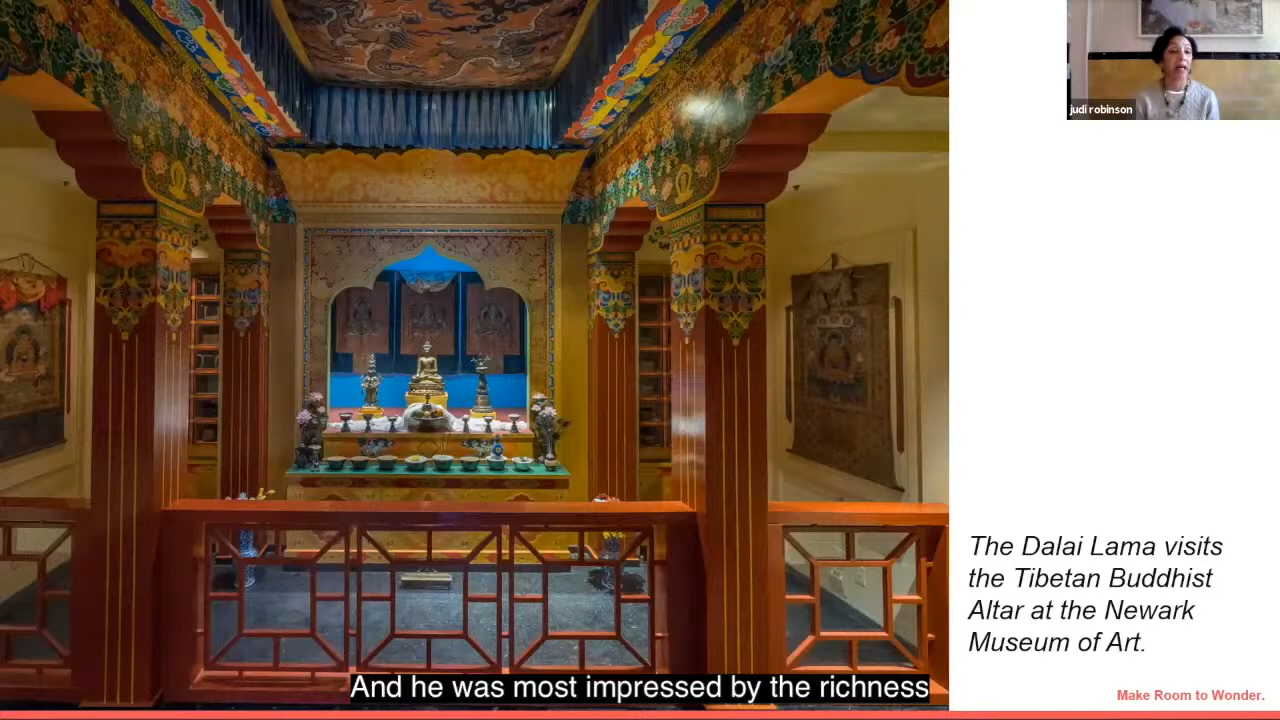 judi robinson
The Dalai Lama visits
the Tibetan Buddhist
Altar at the Newark
Museum of Art.
And he was most impressed by the richness
Make Room to Wonder.